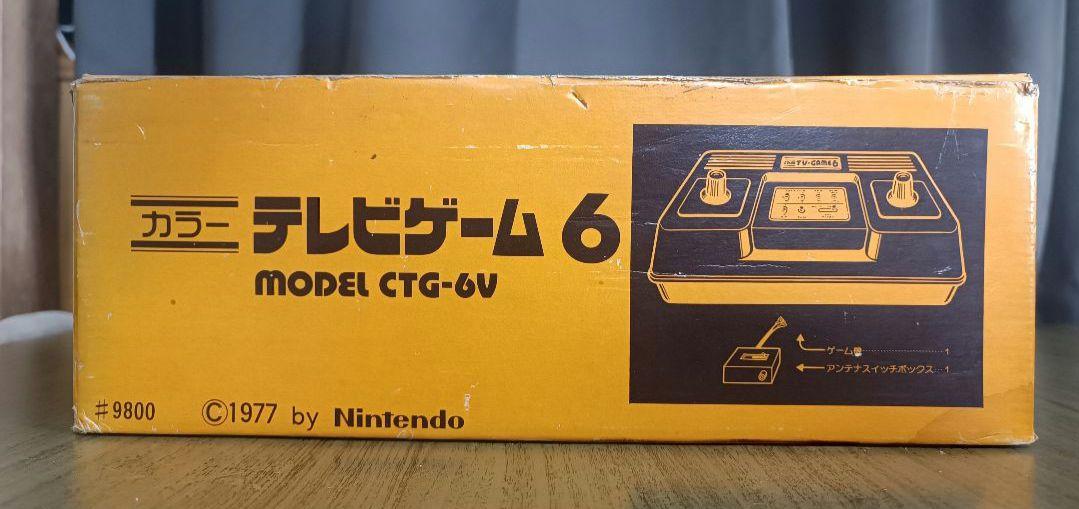 カラー テレビゲーム 6
MODEL CTG-6V
TV-GAME 6
ゲーム機 1
アンテナスイッチボックス 1
#9800 ©1977 by Nintendo